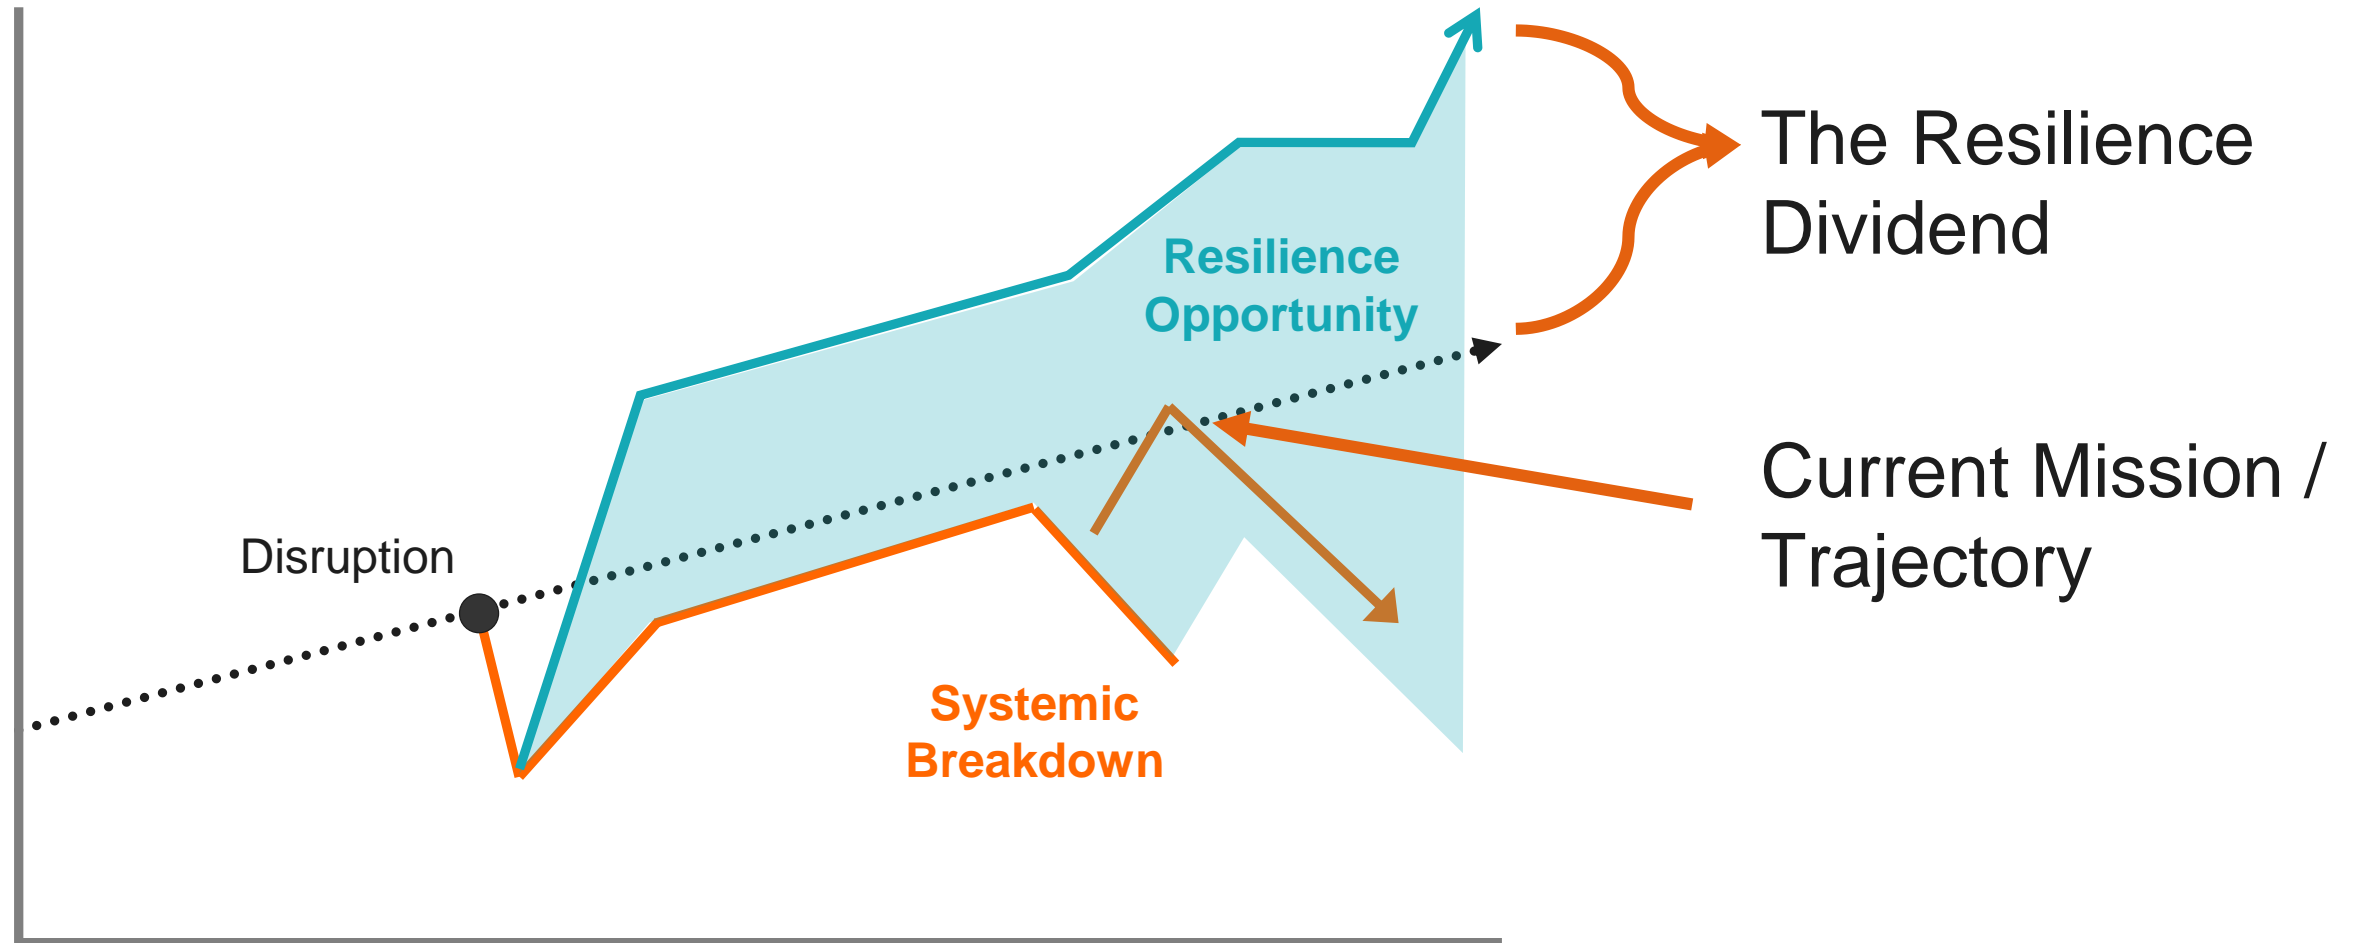 The Resilience
Dividend
Resilience
Opportunity
Current Mission /
Trajectory
Disruption
Systemic
Breakdown